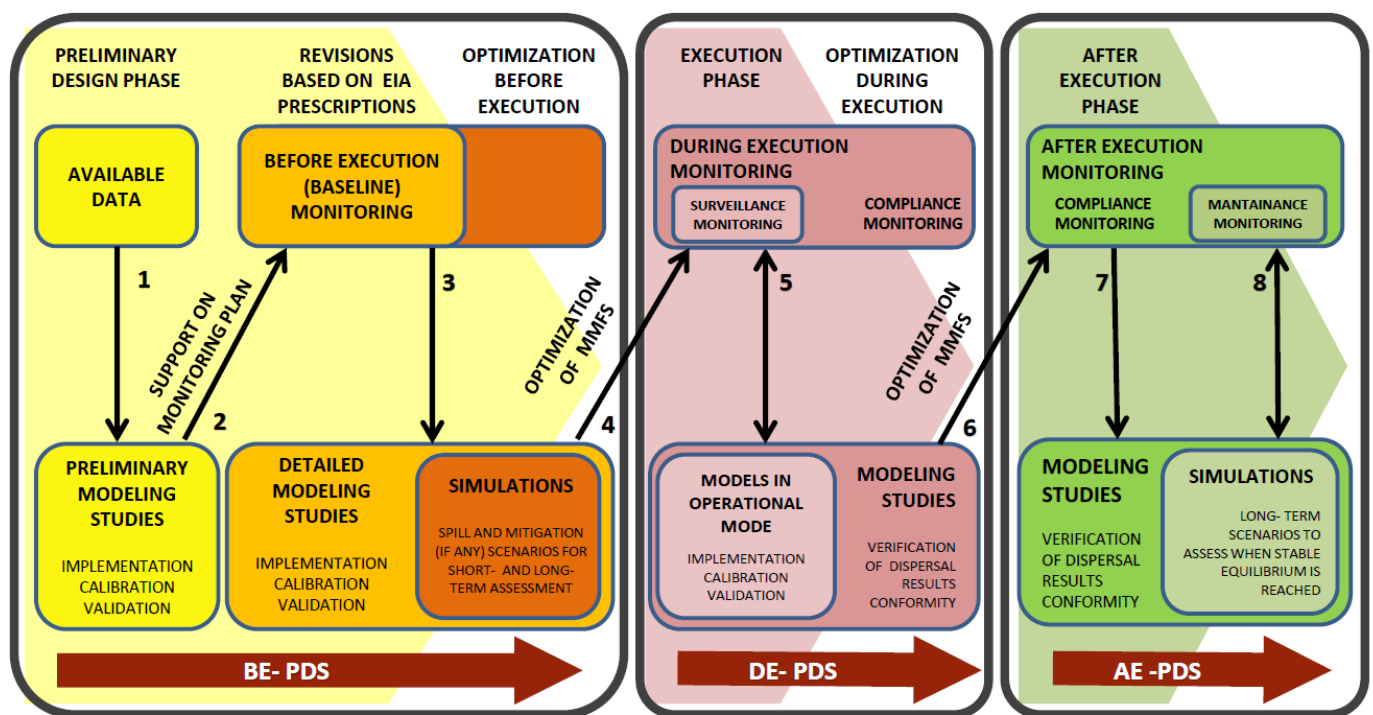 PRELIMINARY
DESIGN PHASE
REVISIONS
BASED ON EIA
PRESCRIPTIONS
OPTIMIZATION
BEFORE
EXECUTION
AVAILABLE
DATA
BEFORE EXECUTION
(BASELINE)
MONITORING
1
SUPPORT ON
MONITORING PLAN
2
3
OPTIMIZATION
OF MMFS
4
PRELIMINARY
MODELING
STUDIES
IMPLEMENTATION
CALIBRATION
VALIDATION
DETAILED
MODELING
STUDIES
IMPLEMENTATION
CALIBRATION
VALIDATION
SIMULATIONS
SPILL AND MITIGATION
(IF ANY) SCENARIOS FOR
SHORT- AND LONG-
TERM ASSESSMENT
BE- PDS
EXECUTION
PHASE
OPTIMIZATION
DURING
EXECUTION
DURING EXECUTION
MONITORING
SURVEILLANCE
MONITORING
COMPLIANCE
MONITORING
5
OPTIMIZATION
OF MMFS
6
MODELS IN
OPERATIONAL
MODE
IMPLEMENTATION
CALIBRATION
VALIDATION
MODELING
STUDIES
VERIFICATION
OF DISPERSAL
RESULTS
CONFORMITY
DE- PDS
AFTER
EXECUTION
PHASE
AFTER EXECUTION
MONITORING
COMPLIANCE
MONITORING
MANTAINANCE
MONITORING
7
8
MODELING
STUDIES
VERIFICATION
OF DISPERSAL
RESULTS
CONFORMITY
SIMULATIONS
LONG- TERM
SCENARIOS TO
ASSESS WHEN STABLE
EQUILIBRIUM IS
REACHED
AE -PDS